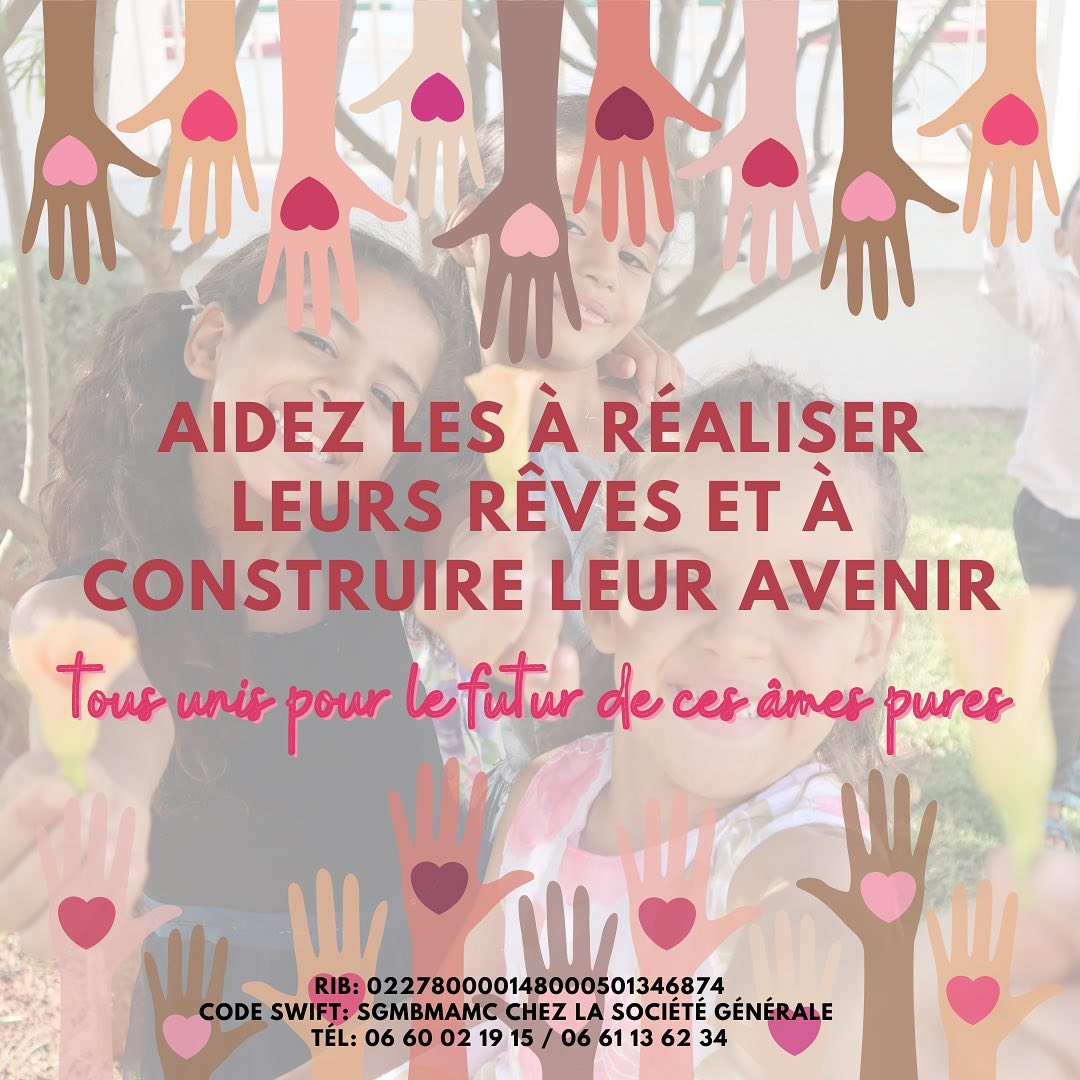 AIDEZ LES À RÉALISER
LEURS RÊVES ET À
CONSTRUIRE LEUR AVENIR
tous unis pour le futur de ces âmes pures
RIB: 022780000148000501346874
CODE SWIFT: SGMBMAMC CHEZ LA SOCIÉTÉ GÉNÉRALE
TÉL: 06 60 02 19 15 / 06 61 13 62 34